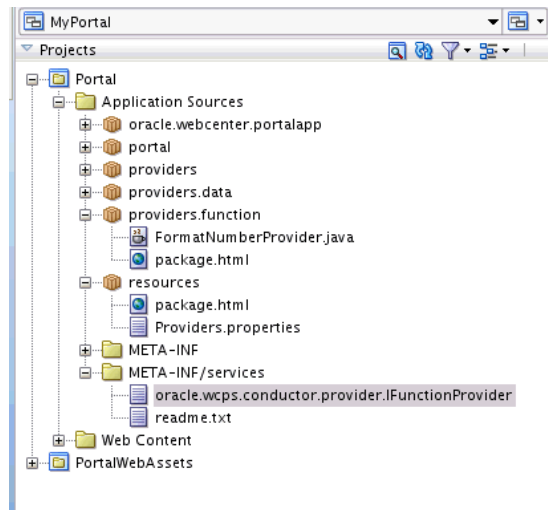 MyPortal
Projects
Portal
Application Sources
oracle.webcenter.portalapp
portal
providers
providers.data
providers.function
FormatNumberProvider.java
package.html
resources
package.html
Providers.properties
META-INF
META-INF/services
oracle.wcps.conductor.provider.IFunctionProvider
readme.txt
Web Content
PortalWebAssets